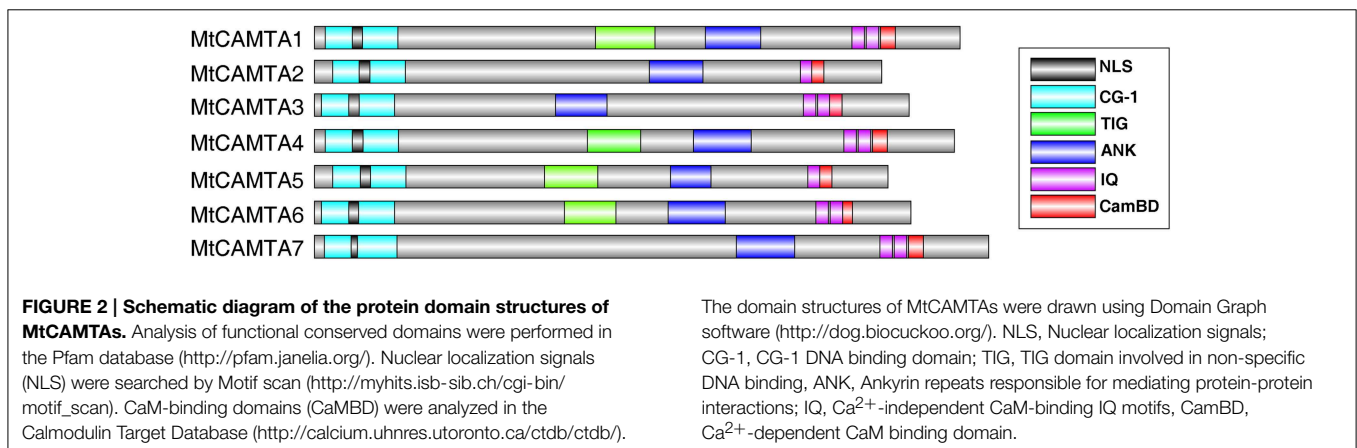 MtCAMTA1
MtCAMTA2
MtCAMTA3
MtCAMTA4
MtCAMTA5
MtCAMTA6
MtCAMTA7
NLS
CG-1
TIG
ANK
IQ
CamBD
FIGURE 2 | Schematic diagram of the protein domain structures of
MtCAMTAs. Analysis of functional conserved domains were performed in
the Pfam database (http://pfam.janelia.org/). Nuclear localization signals
(NLS) were searched by Motif scan (http://myhits.isb-sib.ch/cgi-bin/
motif_scan). CaM-binding domains (CaMBD) were analyzed in the
Calmodulin Target Database (http://calcium.uhnres.utoronto.ca/ctdb/ctdb/).
The domain structures of MtCAMTAs were drawn using Domain Graph
software (http://dog.biocuckoo.org/). NLS, Nuclear localization signals;
CG-1, CG-1 DNA binding domain; TIG, TIG domain involved in non-specific
DNA binding, ANK, Ankyrin repeats responsible for mediating protein-protein
interactions; IQ, Ca2+-independent CaM-binding IQ motifs, CamBD,
Ca2+-dependent CaM binding domain.